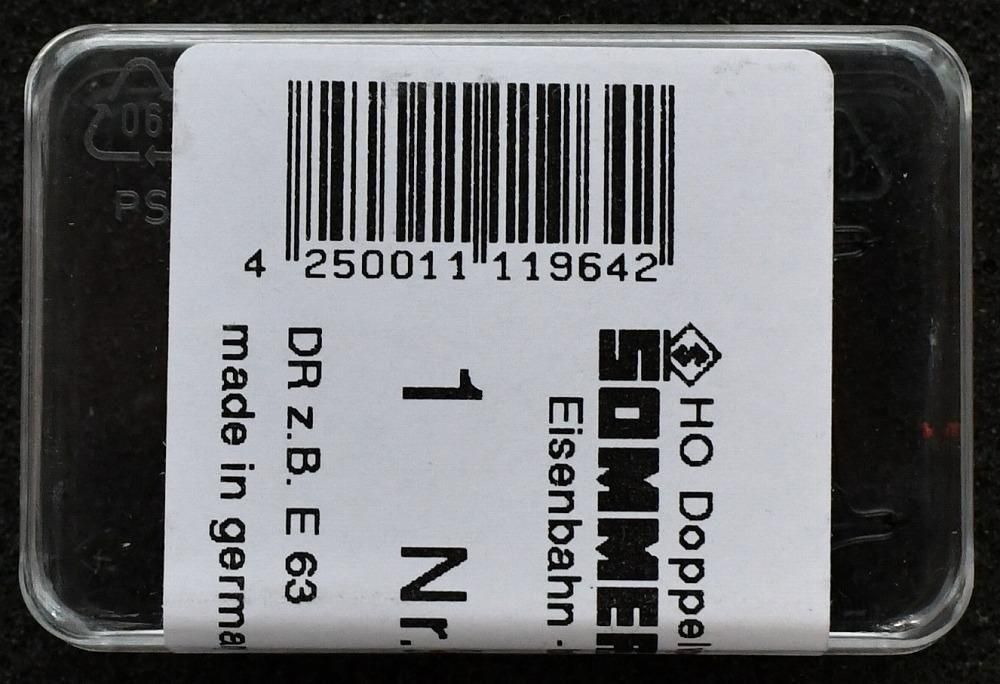 4 250011 119642
HO Doppel
SOMMER
Eisenbahn -
1 Nr.
DR z.B. E 63
made in germa
06
PS